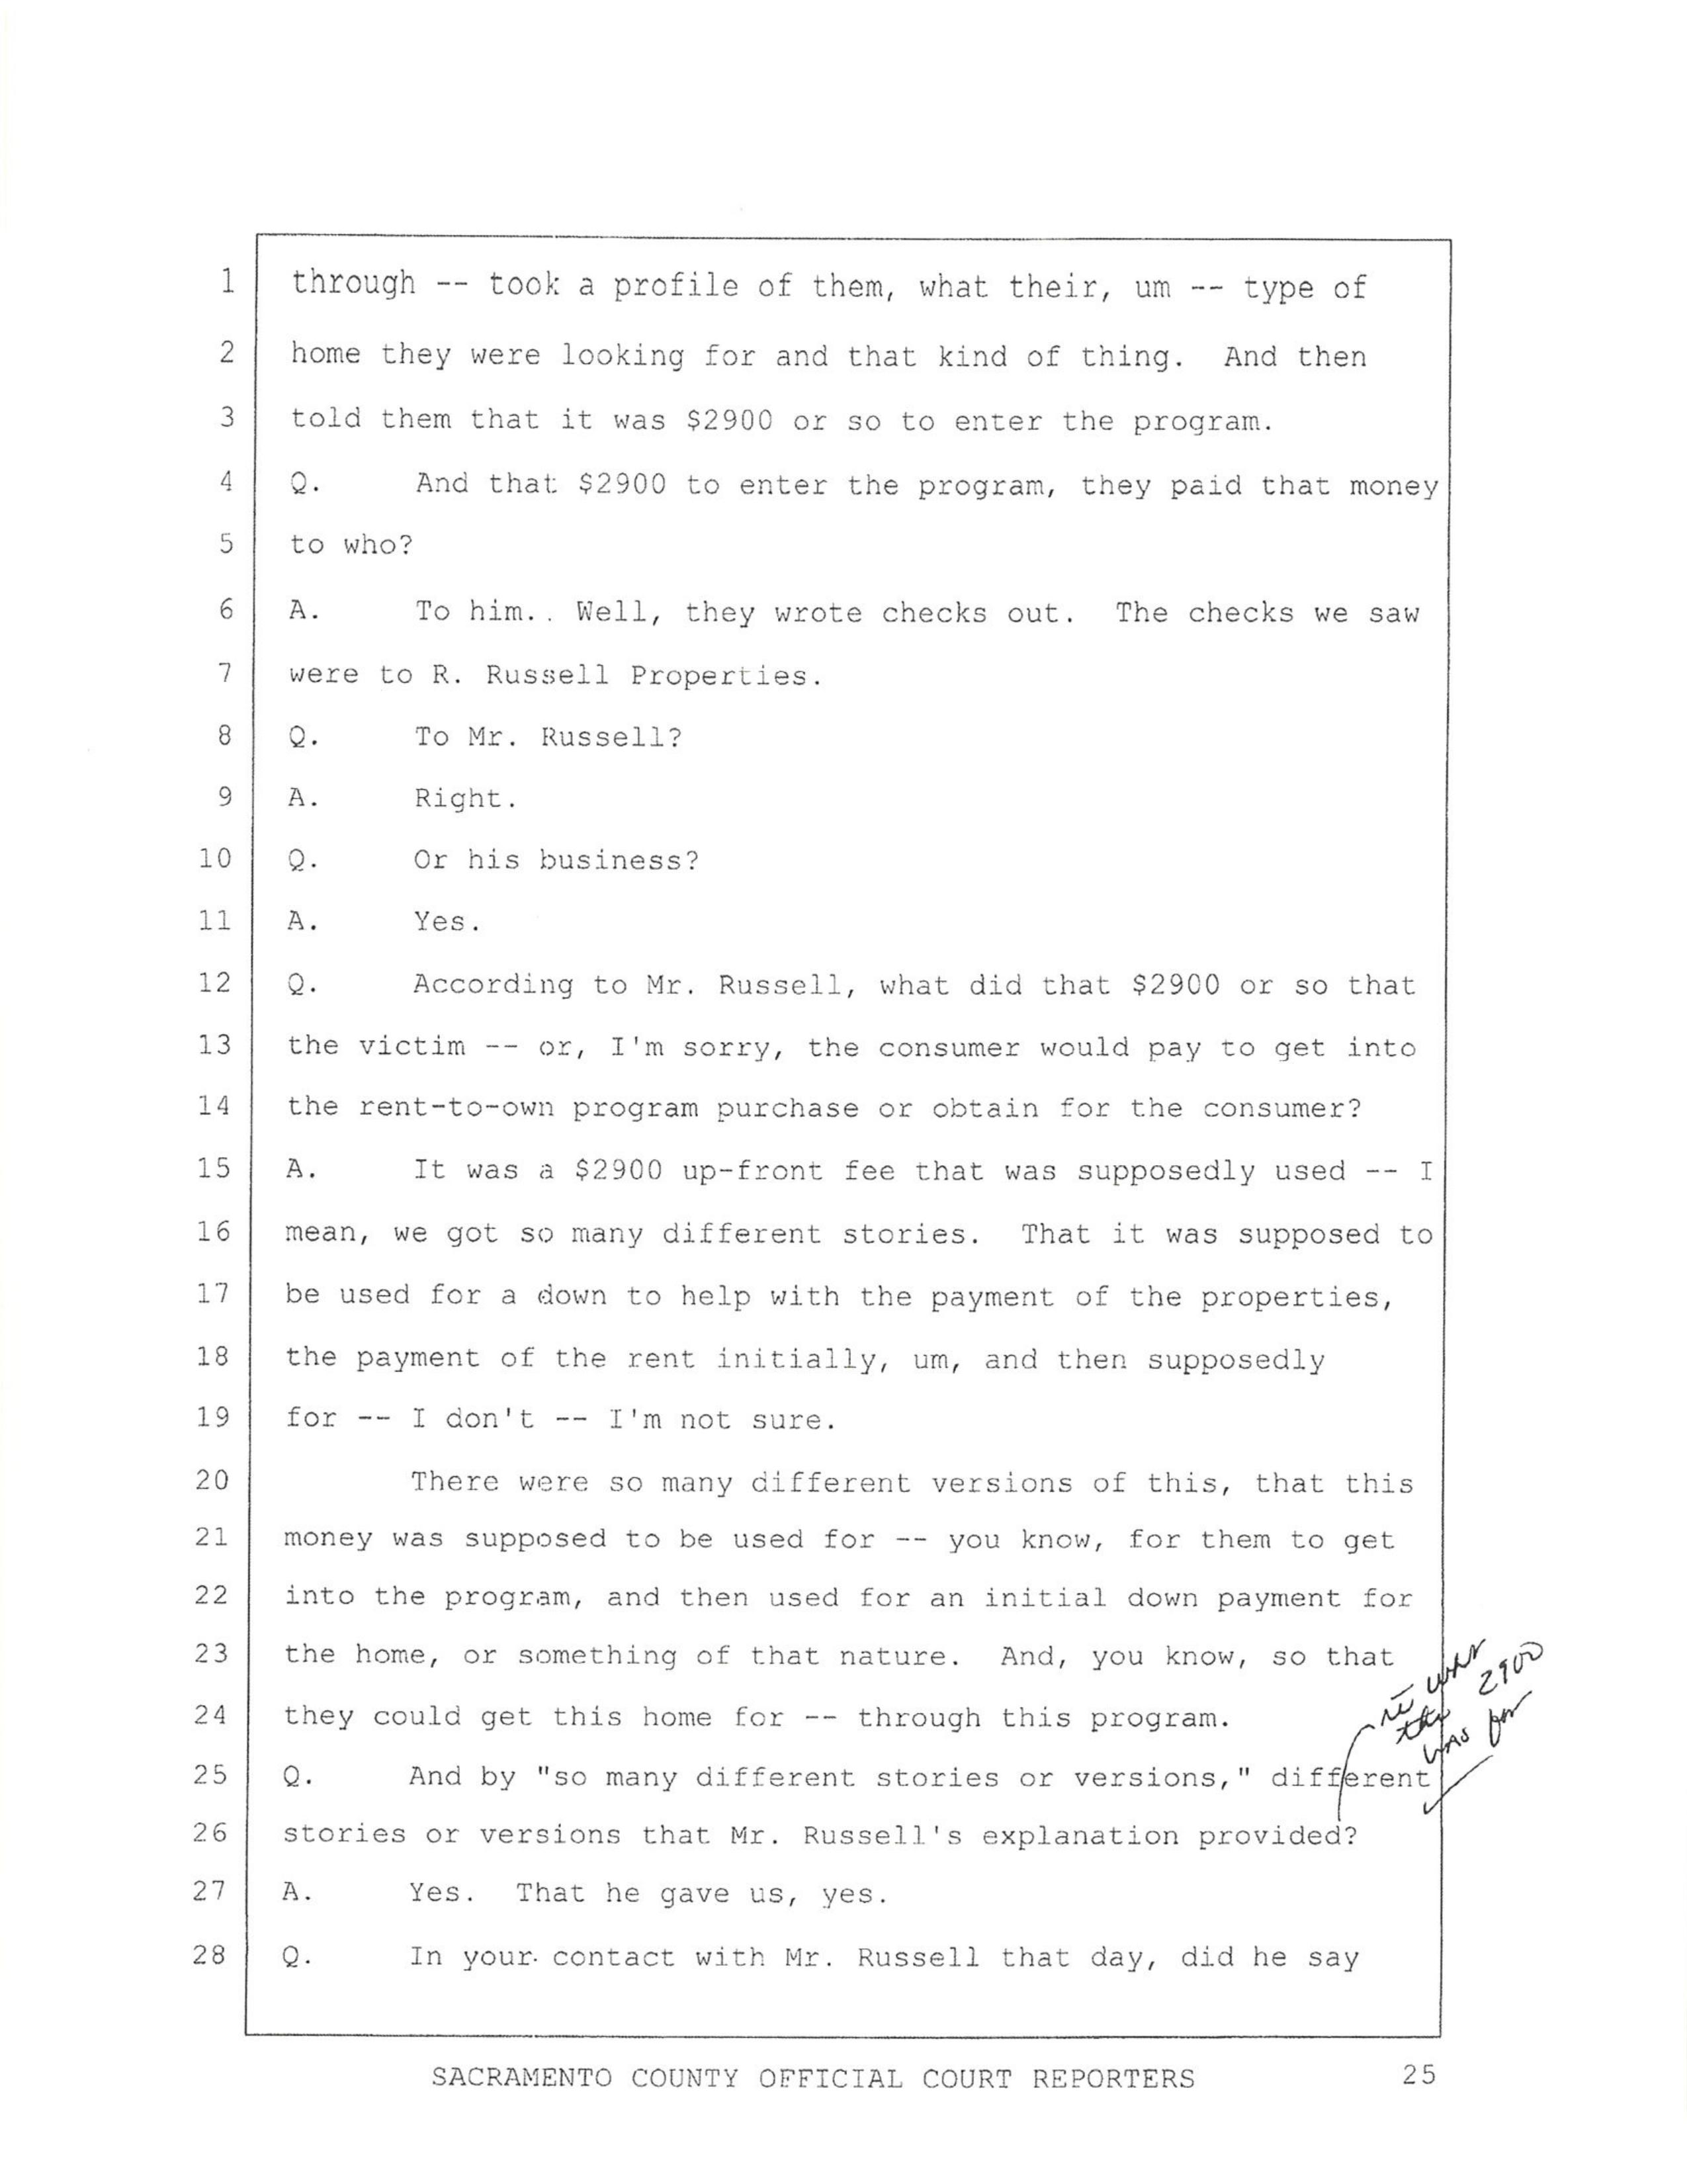 1 through -- took a profile of them, what their, um -- type of
2 home they were looking for and that kind of thing. And then
3 told them that it was $2900 or so to enter the program.
4 Q. And that $2900 to enter the program, they paid that money
5 to who?
6 A. To him.. Well, they wrote checks out. The checks we saw
7 were to R. Russell Properties.
8 Q. To Mr. Russell?
9 A. Right.
10 Q. Or his business?
11 A. Yes.
12 Q. According to Mr. Russell, what did that $2900 or so that
13 the victim -- or, I'm sorry, the consumer would pay to get into
14 the rent-to-own program purchase or obtain for the consumer?
15 A. It was a $2900 up-front fee that was supposedly used -- I
16 mean, we got so many different stories. That it was supposed to
17 be used for a down to help with the payment of the properties,
18 the payment of the rent initially, um, and then supposedly
19 for -- I don't -- I'm not sure.
20 There were so many different versions of this, that this
21 money was supposed to be used for -- you know, for them to get
22 into the program, and then used for an initial down payment for
23 the home, or something of that nature. And, you know, so that
24 they could get this home for -- through this program.
re what
the 2900
was for
25 Q. And by "so many different stories or versions," different
26 stories or versions that Mr. Russell's explanation provided?
27 A. Yes. That he gave us, yes.
28 Q. In your contact with Mr. Russell that day, did he say
SACRAMENTO COUNTY OFFICIAL COURT REPORTERS 25